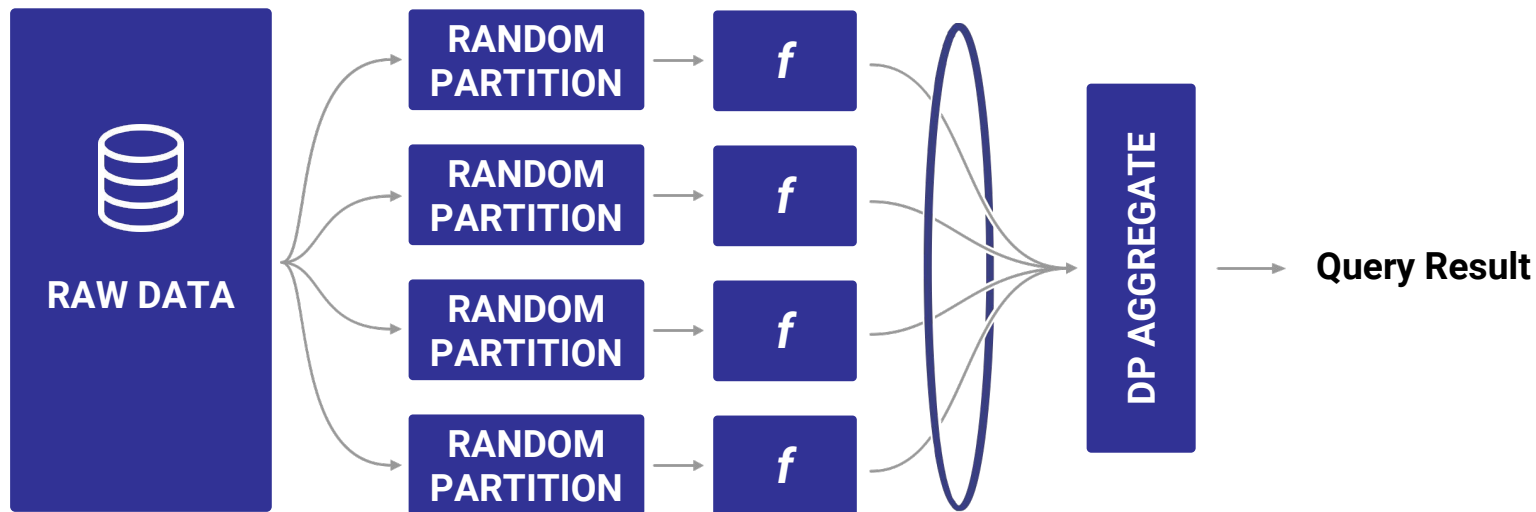 RAW DATA
RANDOM
PARTITION
f
RANDOM
PARTITION
f
RANDOM
PARTITION
f
RANDOM
PARTITION
f
DP AGGREGATE
Query Result